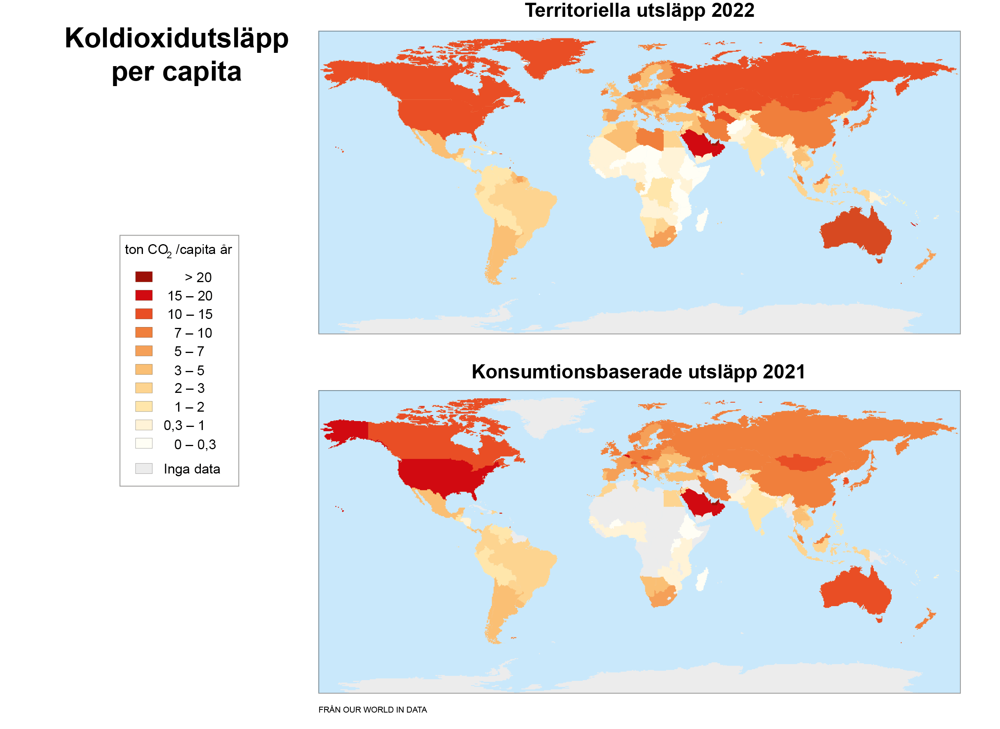 Koldioxidutsläpp
per capita
Territoriella utsläpp 2022
ton CO₂ /capita år
> 20
15 – 20
10 – 15
7 – 10
5 – 7
3 – 5
2 – 3
1 – 2
0,3 – 1
0 – 0,3
Inga data
Konsumtionsbaserade utsläpp 2021
FRÅN OUR WORLD IN DATA